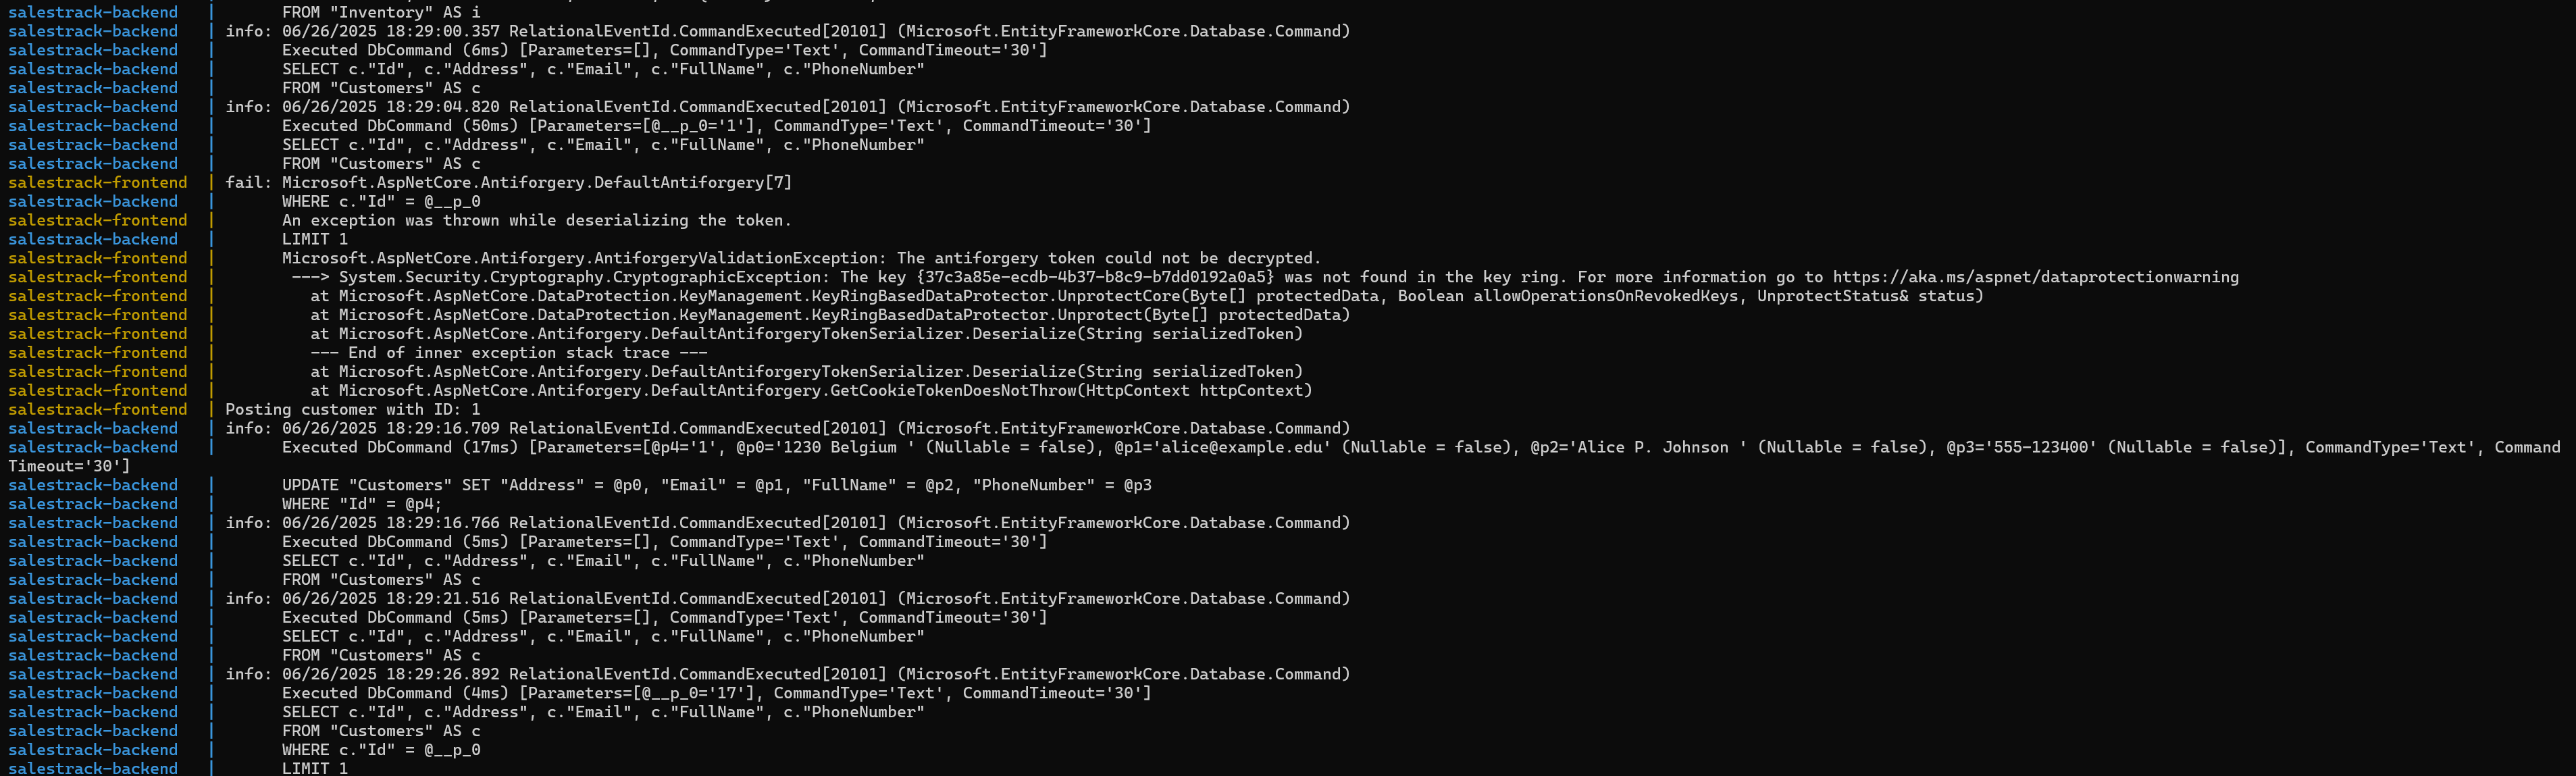 salestrack-backend | FROM "Inventory" AS i
salestrack-backend | info: 06/26/2025 18:29:00.357 RelationalEventId.CommandExecuted[20101] (Microsoft.EntityFrameworkCore.Database.Command)
salestrack-backend | Executed DbCommand (6ms) [Parameters=[], CommandType='Text', CommandTimeout='30']
salestrack-backend | SELECT c."Id", c."Address", c."Email", c."FullName", c."PhoneNumber"
salestrack-backend | FROM "Customers" AS c
salestrack-backend | info: 06/26/2025 18:29:04.820 RelationalEventId.CommandExecuted[20101] (Microsoft.EntityFrameworkCore.Database.Command)
salestrack-backend | Executed DbCommand (50ms) [Parameters=[@__p_0='1'], CommandType='Text', CommandTimeout='30']
salestrack-backend | SELECT c."Id", c."Address", c."Email", c."FullName", c."PhoneNumber"
salestrack-backend | FROM "Customers" AS c
salestrack-frontend | fail: Microsoft.AspNetCore.Antiforgery.DefaultAntiforgery[7]
salestrack-backend | WHERE c."Id" = @__p_0
salestrack-frontend | An exception was thrown while deserializing the token.
salestrack-backend | LIMIT 1
salestrack-frontend | Microsoft.AspNetCore.Antiforgery.AntiforgeryValidationException: The antiforgery token could not be decrypted.
salestrack-frontend | ---> System.Security.Cryptography.CryptographicException: The key {37c3a85e-ecdb-4b37-b8c9-b7dd0192a0a5} was not found in the key ring. For more information go to https://aka.ms/aspnet/dataprotectionwarning
salestrack-frontend | at Microsoft.AspNetCore.DataProtection.KeyManagement.KeyRingBasedDataProtector.UnprotectCore(Byte[] protectedData, Boolean allowOperationsOnRevokedKeys, UnprotectStatus& status)
salestrack-frontend | at Microsoft.AspNetCore.DataProtection.KeyManagement.KeyRingBasedDataProtector.Unprotect(Byte[] protectedData)
salestrack-frontend | at Microsoft.AspNetCore.Antiforgery.DefaultAntiforgeryTokenSerializer.Deserialize(String serializedToken)
salestrack-frontend | --- End of inner exception stack trace ---
salestrack-frontend | at Microsoft.AspNetCore.Antiforgery.DefaultAntiforgeryTokenSerializer.Deserialize(String serializedToken)
salestrack-frontend | at Microsoft.AspNetCore.Antiforgery.DefaultAntiforgery.GetCookieTokenDoesNotThrow(HttpContext httpContext)
salestrack-frontend | Posting customer with ID: 1
salestrack-backend | info: 06/26/2025 18:29:16.709 RelationalEventId.CommandExecuted[20101] (Microsoft.EntityFrameworkCore.Database.Command)
salestrack-backend | Executed DbCommand (17ms) [Parameters=[@p4='1', @p0='1230 Belgium ' (Nullable = false), @p1='alice@example.edu' (Nullable = false), @p2='Alice P. Johnson ' (Nullable = false), @p3='555-123400' (Nullable = false)], CommandType='Text', Command
Timeout='30']
salestrack-backend | UPDATE "Customers" SET "Address" = @p0, "Email" = @p1, "FullName" = @p2, "PhoneNumber" = @p3
salestrack-backend | WHERE "Id" = @p4;
salestrack-backend | info: 06/26/2025 18:29:16.766 RelationalEventId.CommandExecuted[20101] (Microsoft.EntityFrameworkCore.Database.Command)
salestrack-backend | Executed DbCommand (5ms) [Parameters=[], CommandType='Text', CommandTimeout='30']
salestrack-backend | SELECT c."Id", c."Address", c."Email", c."FullName", c."PhoneNumber"
salestrack-backend | FROM "Customers" AS c
salestrack-backend | info: 06/26/2025 18:29:21.516 RelationalEventId.CommandExecuted[20101] (Microsoft.EntityFrameworkCore.Database.Command)
salestrack-backend | Executed DbCommand (5ms) [Parameters=[], CommandType='Text', CommandTimeout='30']
salestrack-backend | SELECT c."Id", c."Address", c."Email", c."FullName", c."PhoneNumber"
salestrack-backend | FROM "Customers" AS c
salestrack-backend | info: 06/26/2025 18:29:26.892 RelationalEventId.CommandExecuted[20101] (Microsoft.EntityFrameworkCore.Database.Command)
salestrack-backend | Executed DbCommand (4ms) [Parameters=[@__p_0='17'], CommandType='Text', CommandTimeout='30']
salestrack-backend | SELECT c."Id", c."Address", c."Email", c."FullName", c."PhoneNumber"
salestrack-backend | FROM "Customers" AS c
salestrack-backend | WHERE c."Id" = @__p_0
salestrack-backend | LIMIT 1